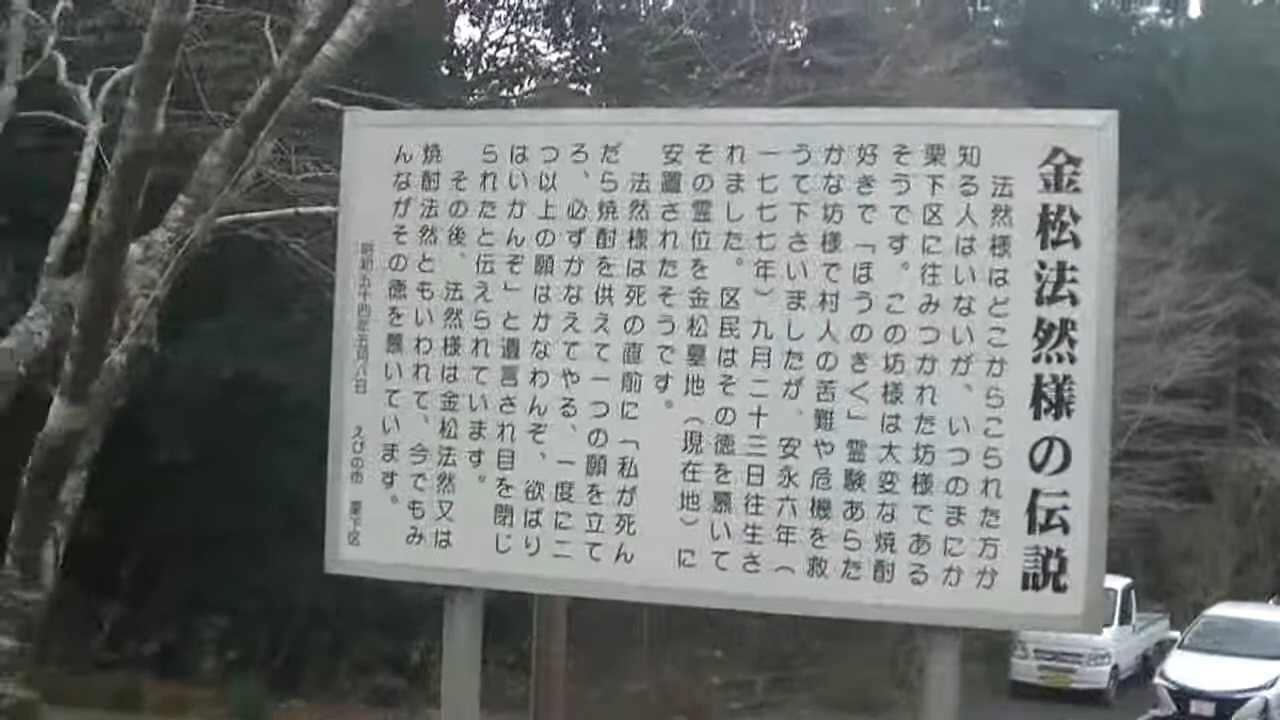 金松法然様の伝説
法然様はどこからこられた方か
知る人はいないが、いつのまにか
栗下区に往みつかれた坊様である
そうです。この坊様は大変な焼酎
好きで「ほうのきく」霊験あらた
かな坊様で村人の苦難や危機を救
うて下さいましたが、安永六年（
一七七七年）九月二十三日往生さ
れました。区民はその徳を慕いて
その霊位を金松墓地（現在地）に
安置されたそうです。
法然様は死の直前に「私が死ん
だら焼酎を供えて一つの願を立て
ろ、必ずかなえてやる、一度に二
つ以上の願はかなわんぞ、欲ばり
はいかんぞ」と遺言され目を閉じ
られたと伝えられています。
その後、法然様は金松法然又は
焼酎法然ともいわれて、今でもみ
んながその徳を慕いています。
昭和五十四年五月八日　えびの市　栗下区